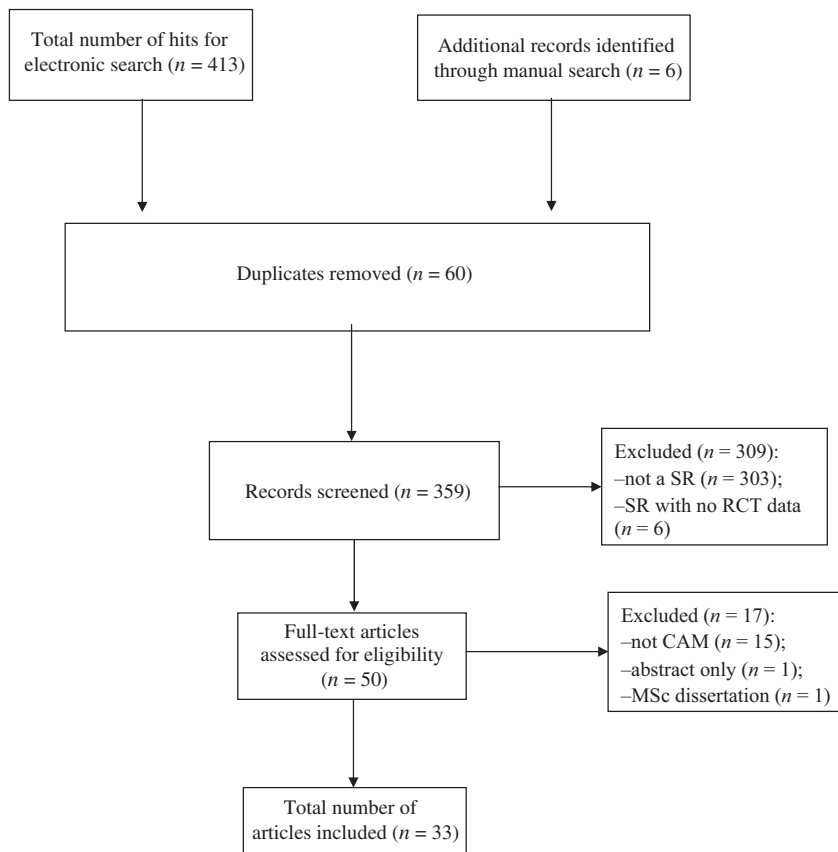 Total number of hits for
electronic search (n = 413)
Additional records identified
through manual search (n = 6)
Duplicates removed (n = 60)
Records screened (n = 359)
Excluded (n = 309):
–not a SR (n = 303);
–SR with no RCT data
(n = 6)
Full-text articles
assessed for eligibility
(n = 50)
Excluded (n = 17):
–not CAM (n = 15);
–abstract only (n = 1);
–MSc dissertation (n = 1)
Total number of
articles included (n = 33)